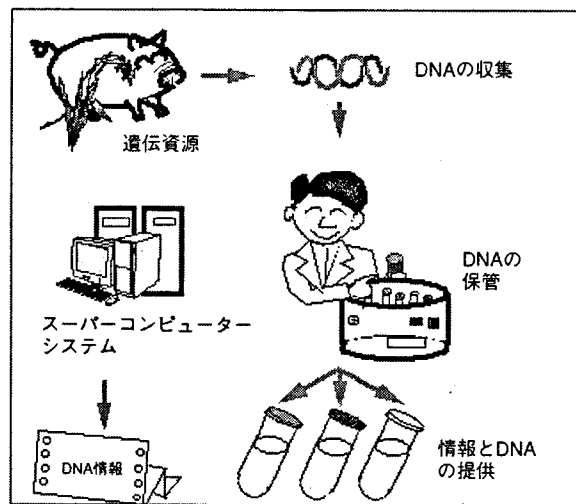 遺伝資源
DNAの収集
DNAの
保管
スーパーコンピューター
システム
DNA情報
情報とDNA
の提供